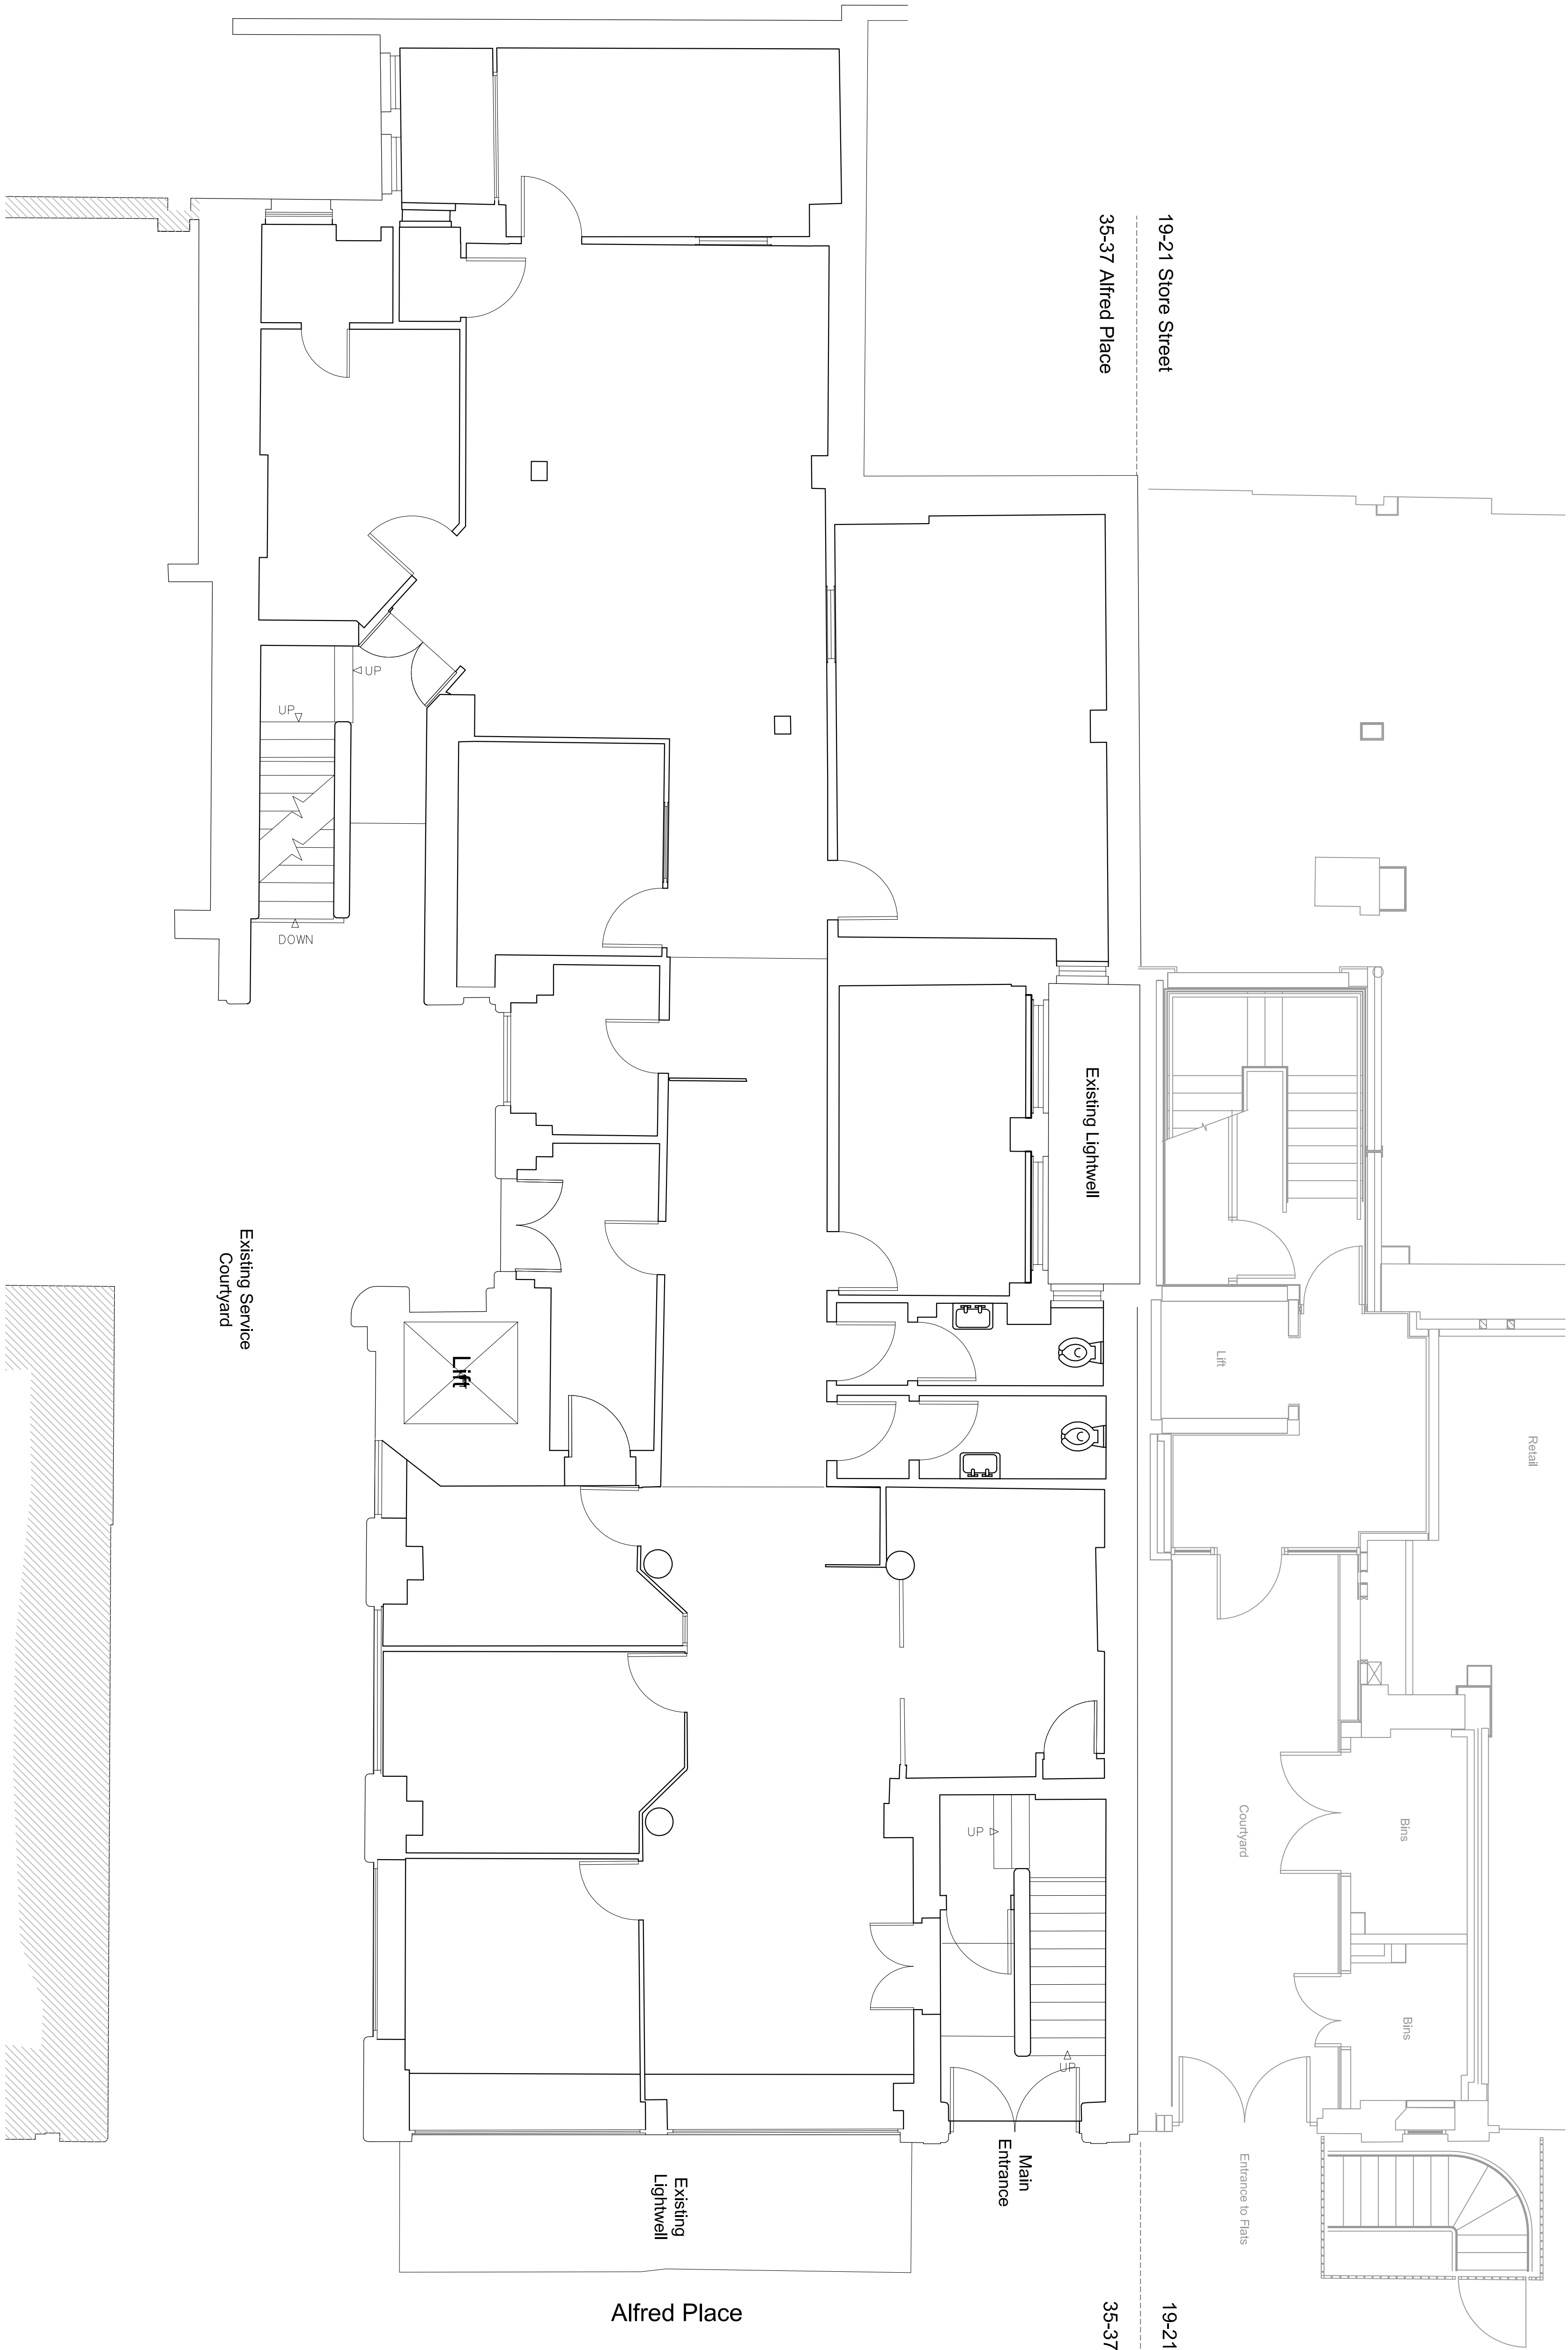 19-21 Store Street
35-37 Alfred Place
UP
UP
DOWN
Existing Lightwell
Existing Service
Courtyard
Lift
Lift
Retail
Courtyard
Bins
UP
Bins
UP
Main
Entrance
Entrance to Flats
Existing
Lightwell
Alfred Place
19-21
35-37